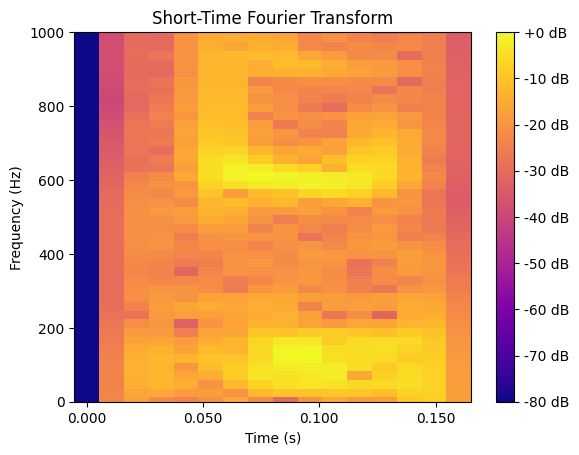 Short-Time Fourier Transform
Frequency (Hz)
1000
800
600
400
200
0
0.000
0.050
0.100
0.150
Time (s)
+0 dB
-10 dB
-20 dB
-30 dB
-40 dB
-50 dB
-60 dB
-70 dB
-80 dB